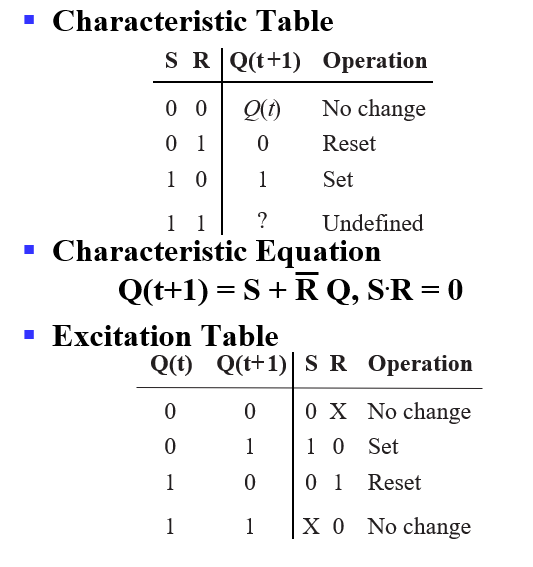 ▪ Characteristic Table
S R Q(t+1) Operation
0 0 Q(t) No change
0 1 0 Reset
1 0 1 Set
1 1 ? Undefined
▪ Characteristic Equation
Q(t+1) = S + R̅ Q, S·R = 0
▪ Excitation Table
Q(t) Q(t+1) S R Operation
0 0 0 X No change
0 1 1 0 Set
1 0 0 1 Reset
1 1 X 0 No change